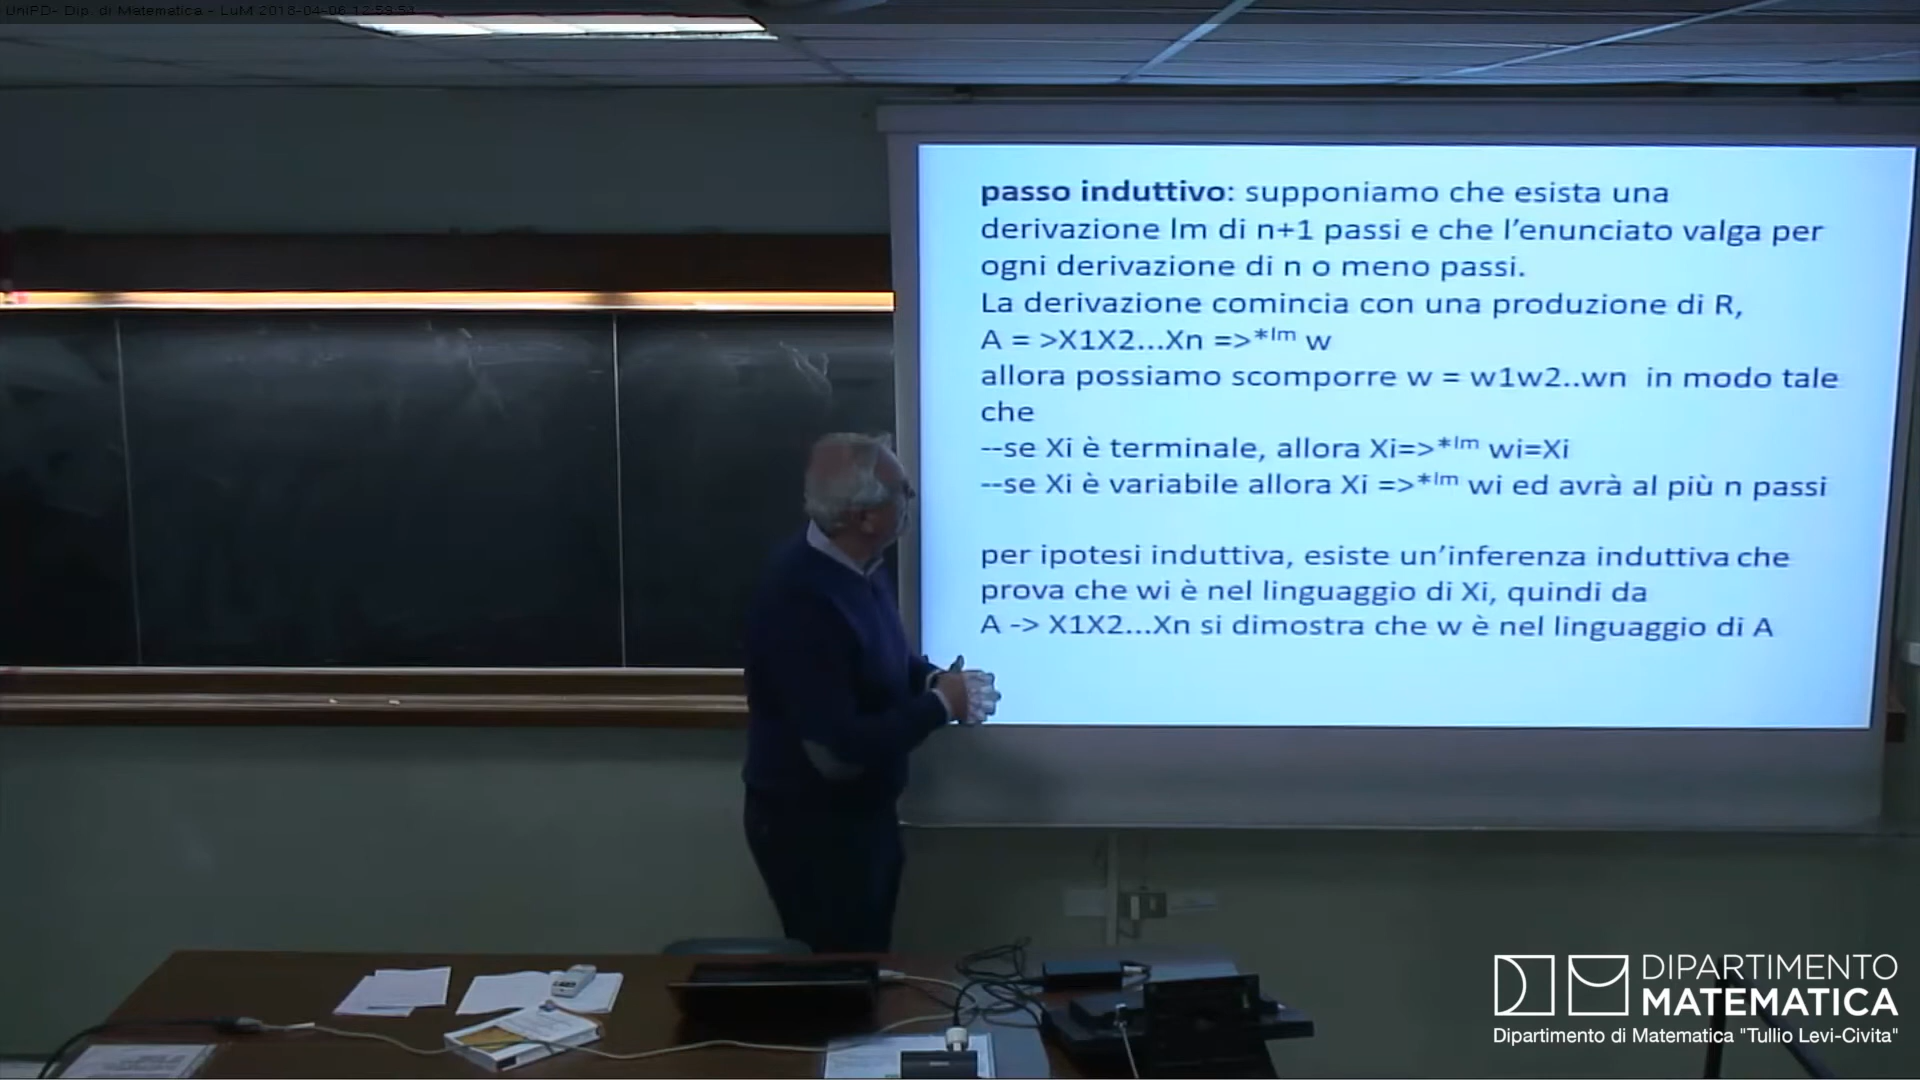 UniPD- Dip. di Matematica - LuM 2018-04-06 12:59:53
passo induttivo: supponiamo che esista una
derivazione lm di n+1 passi e che l'enunciato valga per
ogni derivazione di n o meno passi.
La derivazione comincia con una produzione di R,
A = >X1X2...Xn =>*lm w
allora possiamo scomporre w = w1w2..wn in modo tale
che
--se Xi è terminale, allora Xi=>*lm wi=Xi
--se Xi è variabile allora Xi =>*lm wi ed avrà al più n passi
per ipotesi induttiva, esiste un'inferenza induttiva che
prova che wi è nel linguaggio di Xi, quindi da
A -> X1X2...Xn si dimostra che w è nel linguaggio di A
DIPARTIMENTO
MATEMATICA
Dipartimento di Matematica "Tullio Levi-Civita"